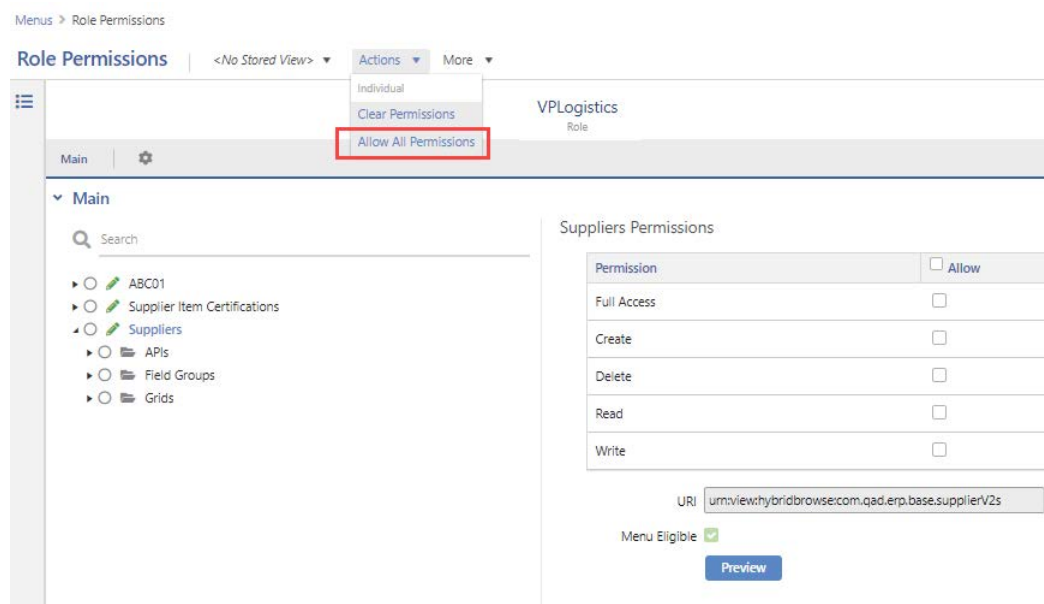 Menus > Role Permissions
Role Permissions <No Stored View> Actions More
Individual
Clear Permissions
Allow All Permissions
VPLogistics
Role
Main
Main
Search
ABC01
Supplier Item Certifications
Suppliers
APIs
Field Groups
Grids
Suppliers Permissions
Permission Allow
Full Access
Create
Delete
Read
Write
URI urn:view:hybridbrowse:com.qad.erp.base.supplierV2s
Menu Eligible
Preview